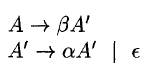 A → βA′
A′ → αA′ | ϵ